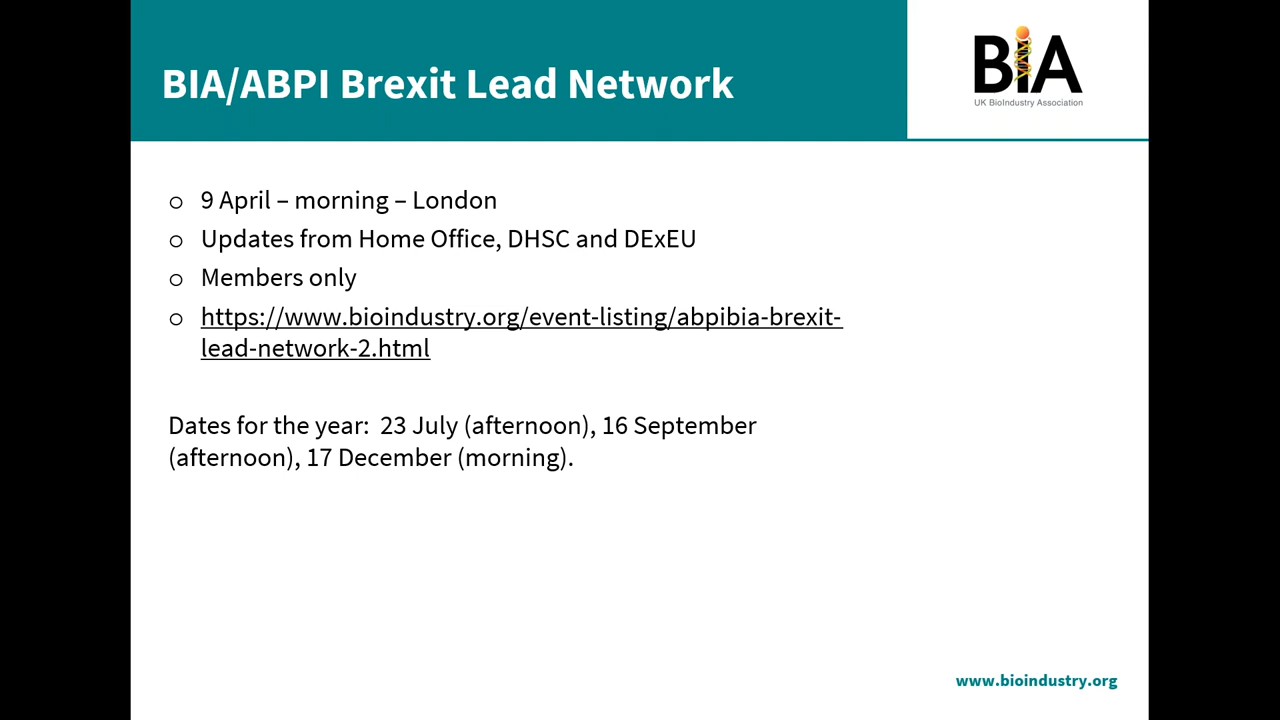 BIA/ABPI Brexit Lead Network
BiA
UK BioIndustry Association
o 9 April – morning – London
o Updates from Home Office, DHSC and DExEU
o Members only
o https://www.bioindustry.org/event-listing/abpibia-brexit-
lead-network-2.html
Dates for the year:  23 July (afternoon), 16 September
(afternoon), 17 December (morning).
www.bioindustry.org